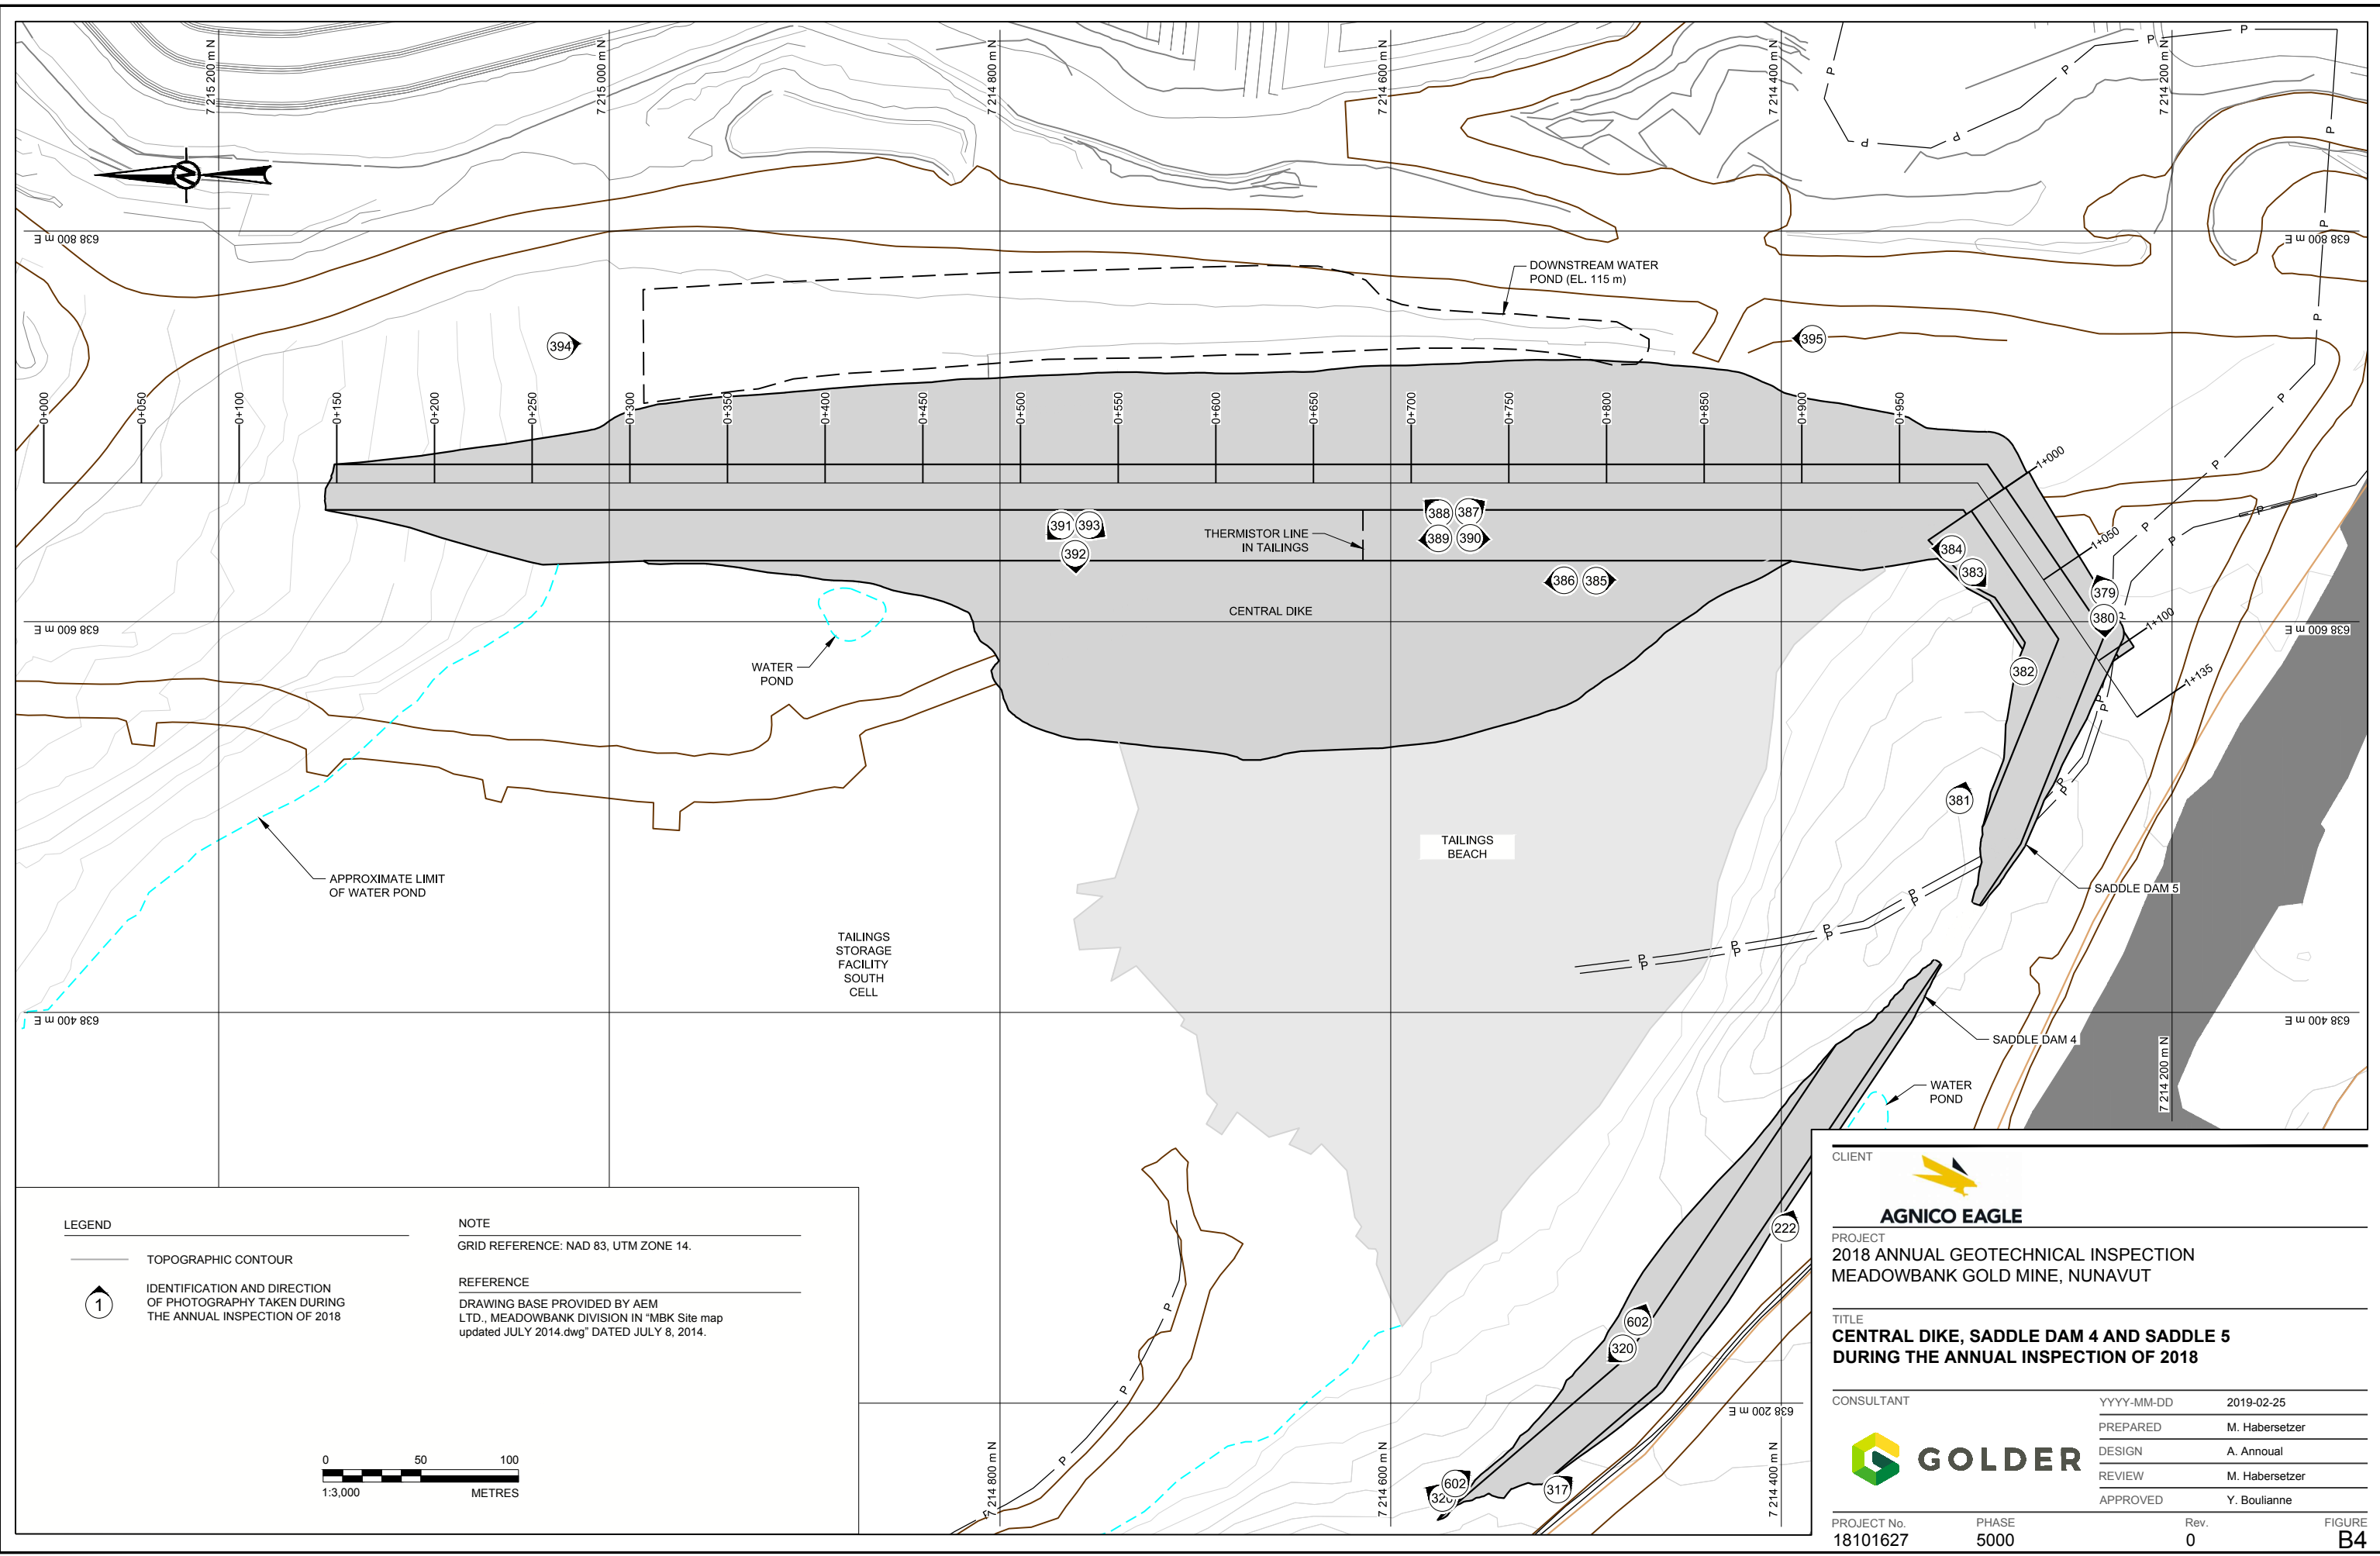 7 215 200 m N
7 215 000 m N
7 214 800 m N
7 214 600 m N
7 214 400 m N
7 214 200 m N
P
P
P
P
P
P
P
P
N
638 800 m E
638 800 m E
P
P
DOWNSTREAM WATER
POND (EL. 115 m)
394
395
P
P
0+000
0+050
0+100
0+150
0+200
0+250
0+300
0+350
0+400
0+450
0+500
0+550
0+600
0+650
0+700
0+750
0+800
0+850
0+900
0+950
1+000
1+050
1+100
1+135
P
P
P
P
P
391
393
392
THERMISTOR LINE
IN TAILINGS
388
387
389
390
384
383
386
385
379
380
CENTRAL DIKE
638 600 m E
638 600 m E
WATER
POND
382
P
P
P
381
P
P
TAILINGS
BEACH
APPROXIMATE LIMIT
OF WATER POND
SADDLE DAM 5
P
P
P
P
P
P
P
P
TAILINGS
STORAGE
FACILITY
SOUTH
CELL
638 400 m E
638 400 m E
SADDLE DAM 4
7 214 200 m N
WATER
POND
222
602
320
638 200 m E
P
P
P
P
7 214 800 m N
7 214 600 m N
7 214 400 m N
602
317
LEGEND
TOPOGRAPHIC CONTOUR
1
IDENTIFICATION AND DIRECTION
OF PHOTOGRAPHY TAKEN DURING
THE ANNUAL INSPECTION OF 2018
NOTE
GRID REFERENCE: NAD 83, UTM ZONE 14.
REFERENCE
DRAWING BASE PROVIDED BY AEM
LTD., MEADOWBANK DIVISION IN "MBK Site map
updated JULY 2014.dwg" DATED JULY 8, 2014.
0 50 100
1:3,000 METRES
CLIENT
AGNICO EAGLE
PROJECT
2018 ANNUAL GEOTECHNICAL INSPECTION
MEADOWBANK GOLD MINE, NUNAVUT
TITLE
CENTRAL DIKE, SADDLE DAM 4 AND SADDLE 5
DURING THE ANNUAL INSPECTION OF 2018
CONSULTANT
GOLDER
YYYY-MM-DD 2019-02-25
PREPARED M. Habersetzer
DESIGN A. Annoual
REVIEW M. Habersetzer
APPROVED Y. Boulianne
PROJECT No. PHASE Rev. FIGURE
18101627 5000 0 B4